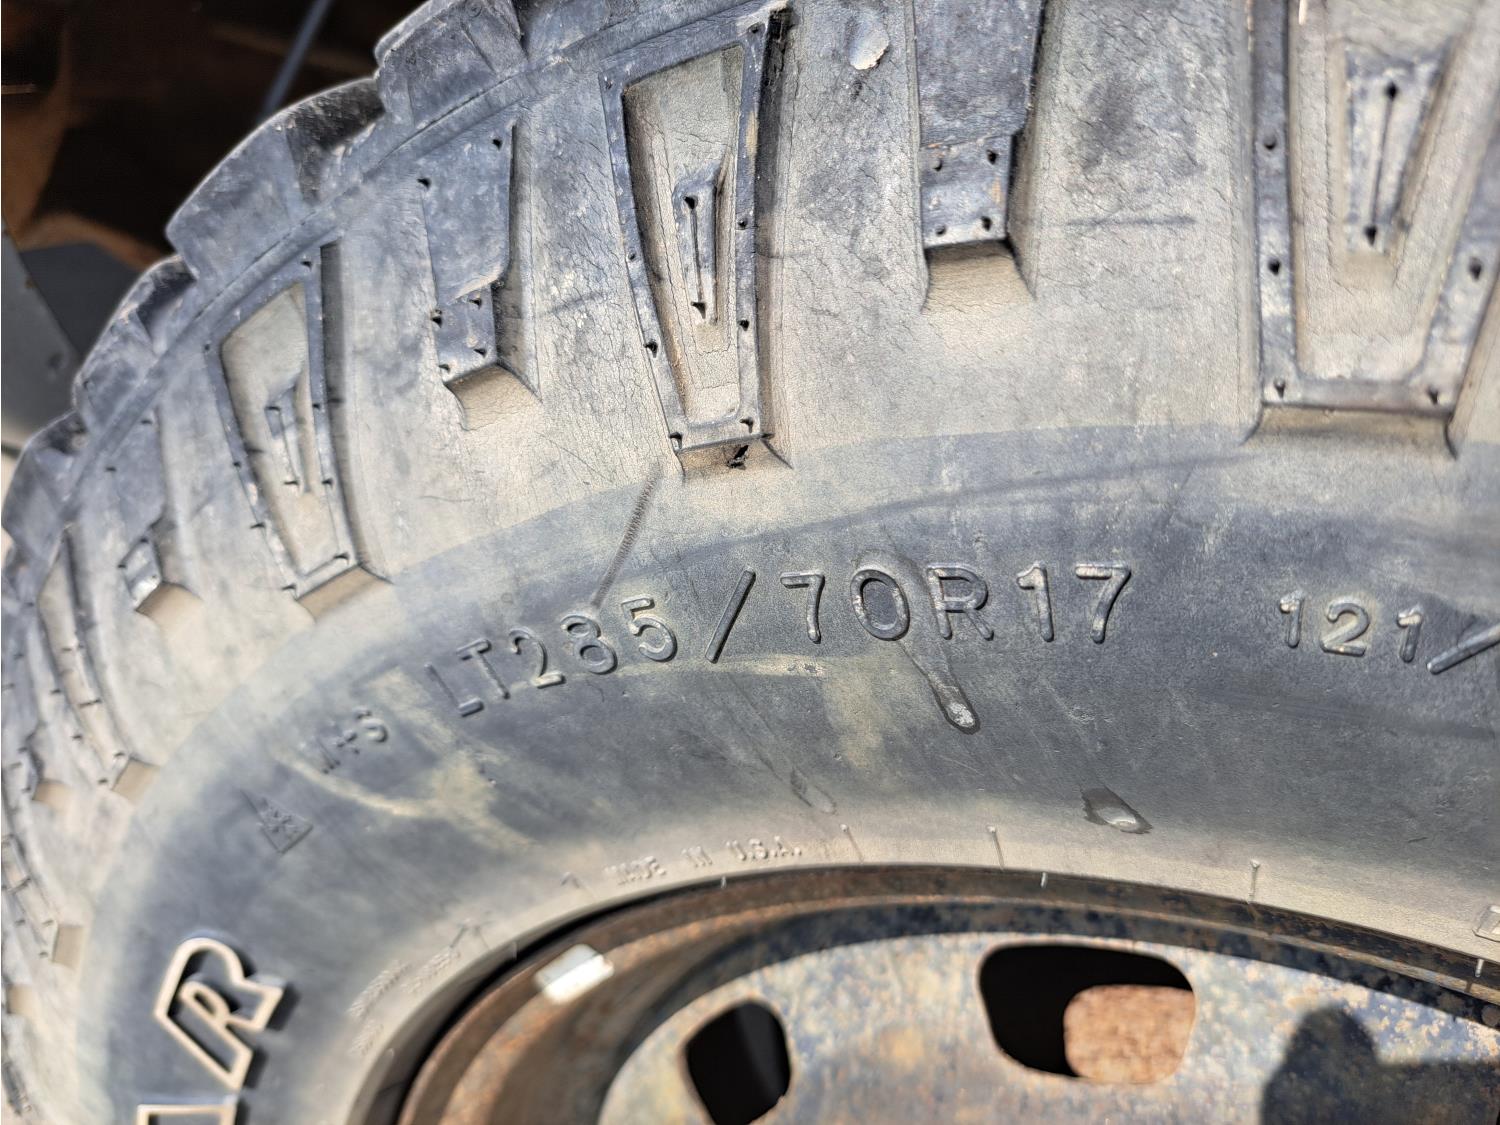 M+S LT285/70R17 121/
MADE IN U.S.A.